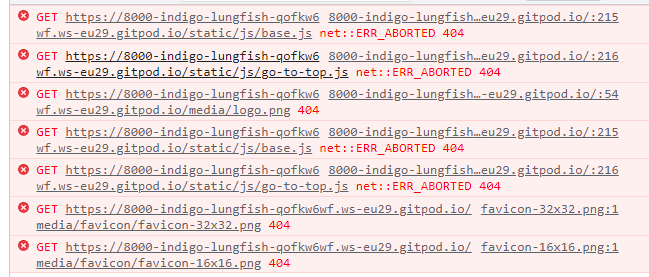 GET https://8000-indigo-lungfish-qofkw6 8000-indigo-lungfish…eu29.gitpod.io/:215
wf.ws-eu29.gitpod.io/static/js/base.js net::ERR_ABORTED 404
GET https://8000-indigo-lungfish-qofkw6 8000-indigo-lungfish…eu29.gitpod.io/:216
wf.ws-eu29.gitpod.io/static/js/go-to-top.js net::ERR_ABORTED 404
GET https://8000-indigo-lungfish-qofkw6 8000-indigo-lungfish…-eu29.gitpod.io/:54
wf.ws-eu29.gitpod.io/media/logo.png 404
GET https://8000-indigo-lungfish-qofkw6 8000-indigo-lungfish…eu29.gitpod.io/:215
wf.ws-eu29.gitpod.io/static/js/base.js net::ERR_ABORTED 404
GET https://8000-indigo-lungfish-qofkw6 8000-indigo-lungfish…eu29.gitpod.io/:216
wf.ws-eu29.gitpod.io/static/js/go-to-top.js net::ERR_ABORTED 404
GET https://8000-indigo-lungfish-qofkw6wf.ws-eu29.gitpod.io/ favicon-32x32.png:1
media/favicon/favicon-32x32.png 404
GET https://8000-indigo-lungfish-qofkw6wf.ws-eu29.gitpod.io/ favicon-16x16.png:1
media/favicon/favicon-16x16.png 404